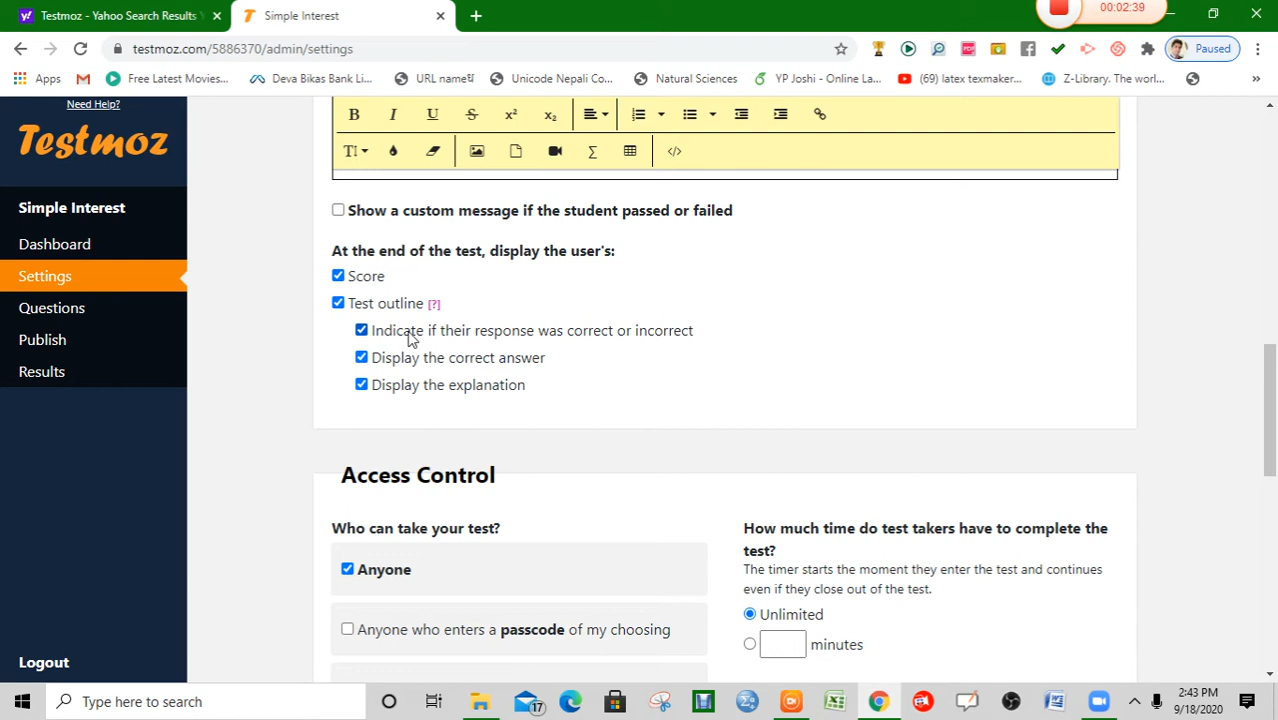 Testmoz - Yahoo Search Results
Simple Interest
00:02:39
testmoz.com/5886370/admin/settings
Paused
Apps
Free Latest Movies...
Deva Bikas Bank Li...
Unicode Nepali Co...
Natural Sciences
YP Joshi - Online La...
(69) latex texmaker...
Z-Library. The worl...
Need Help?
Testmoz
Simple Interest
Dashboard
Settings
Questions
Publish
Results
Logout
B I U S x² x₂
TI ∑ </>
Show a custom message if the student passed or failed
At the end of the test, display the user's:
Score
Test outline [?]
Indicate if their response was correct or incorrect
Display the correct answer
Display the explanation
Access Control
Who can take your test?
Anyone
Anyone who enters a passcode of my choosing
How much time do test takers have to complete the
test?
The timer starts the moment they enter the test and continues
even if they close out of the test.
Unlimited
minutes
Type here to search
17
2:43 PM
9/18/2020